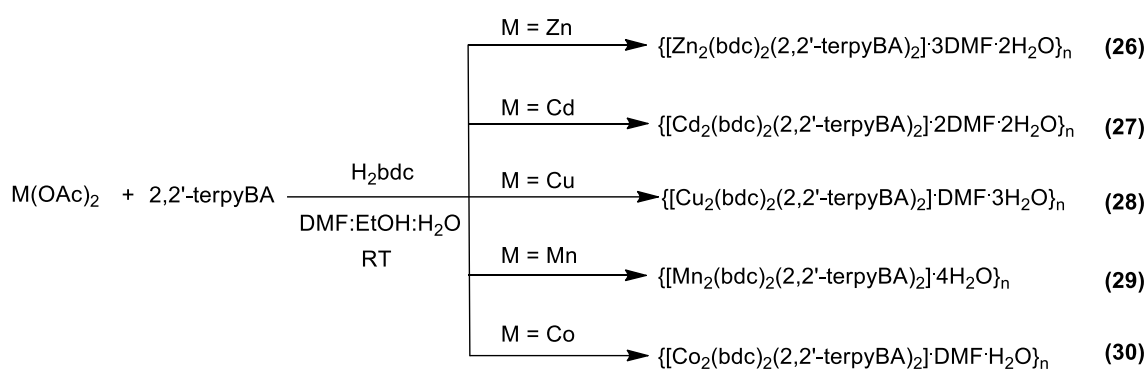 M = Zn
{[Zn₂(bdc)₂(2,2'-terpyBA)₂]·3DMF·2H₂O}ₙ (26)
M = Cd
{[Cd₂(bdc)₂(2,2'-terpyBA)₂]·2DMF·2H₂O}ₙ (27)
M(OAc)₂ + 2,2'-terpyBA
H₂bdc
DMF:EtOH:H₂O
RT
M = Cu
{[Cu₂(bdc)₂(2,2'-terpyBA)₂]·DMF·3H₂O}ₙ (28)
M = Mn
{[Mn₂(bdc)₂(2,2'-terpyBA)₂]·4H₂O}ₙ (29)
M = Co
{[Co₂(bdc)₂(2,2'-terpyBA)₂]·DMF·H₂O}ₙ (30)